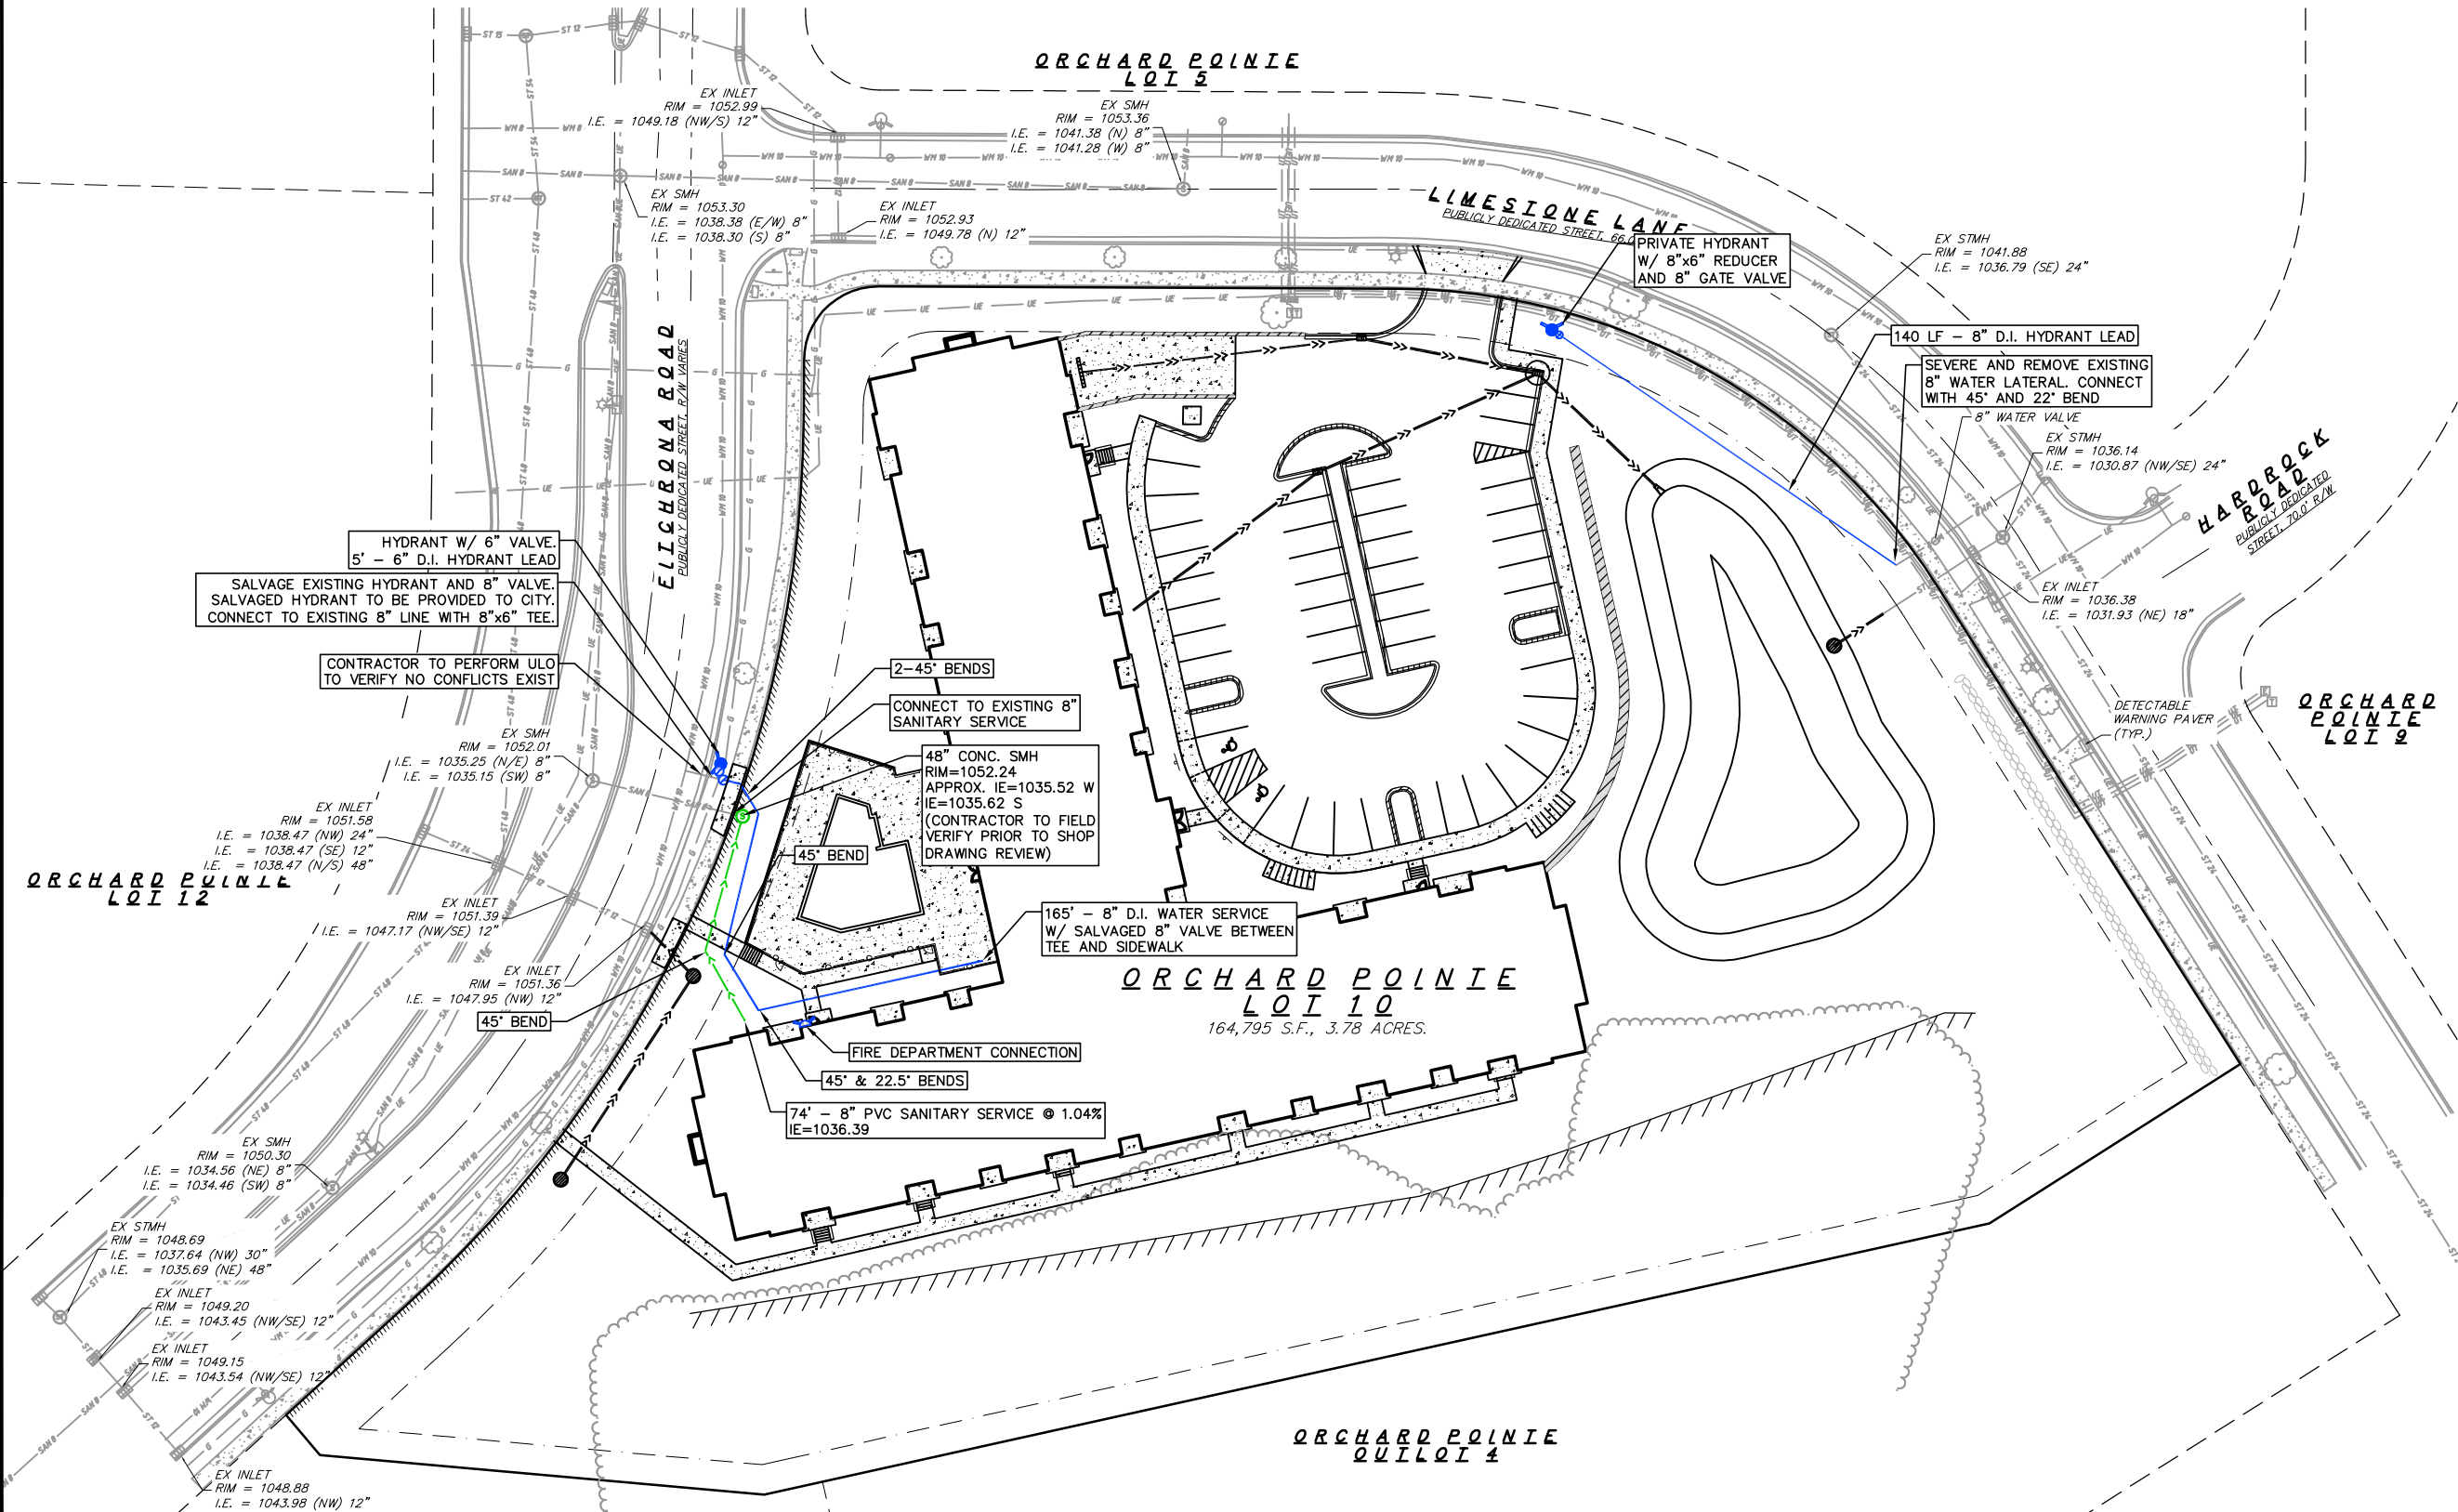 ORCHARD POINTE
LOT 5
EX INLET
RIM = 1052.99
I.E. = 1049.18 (NW/S) 12"
EX SMH
RIM = 1053.36
I.E. = 1041.38 (N) 8"
I.E. = 1041.28 (W) 8"
EX SMH
RIM = 1053.30
I.E. = 1038.38 (E/W) 8"
I.E. = 1038.30 (S) 8"
EX INLET
RIM = 1052.93
I.E. = 1049.78 (N) 12"
LIMESTONE LANE
PUBLICLY DEDICATED STREET, 66.0
PRIVATE HYDRANT
W/ 8"x6" REDUCER
AND 8" GATE VALVE
EX STMH
RIM = 1041.88
I.E. = 1036.79 (SE) 24"
140 LF - 8" D.I. HYDRANT LEAD
SEVERE AND REMOVE EXISTING
8" WATER LATERAL. CONNECT
WITH 45° AND 22° BEND
8" WATER VALVE
EX STMH
RIM = 1036.14
I.E. = 1030.87 (NW/SE) 24"
HARDROCK
ROAD
PUBLICLY DEDICATED
STREET, 70.0' R/W
EX INLET
RIM = 1036.38
I.E. = 1031.93 (NE) 18"
ELITCHRONA ROAD
PUBLICLY DEDICATED STREET, R/W VARIES
HYDRANT W/ 6" VALVE.
5' - 6" D.I. HYDRANT LEAD
SALVAGE EXISTING HYDRANT AND 8" VALVE.
SALVAGED HYDRANT TO BE PROVIDED TO CITY.
CONNECT TO EXISTING 8" LINE WITH 8"x6" TEE.
CONTRACTOR TO PERFORM ULO
TO VERIFY NO CONFLICTS EXIST
2-45° BENDS
CONNECT TO EXISTING 8"
SANITARY SERVICE
48" CONC. SMH
RIM=1052.24
APPROX. IE=1035.52 W
IE=1035.62 S
(CONTRACTOR TO FIELD
VERIFY PRIOR TO SHOP
DRAWING REVIEW)
EX SMH
RIM = 1052.01
I.E. = 1035.25 (N/E) 8"
I.E. = 1035.15 (SW) 8"
EX INLET
RIM = 1051.58
I.E. = 1038.47 (NW) 24"
I.E. = 1038.47 (SE) 12"
I.E. = 1038.47 (N/S) 48"
45° BEND
ORCHARD POINTE
LOT 12
EX INLET
RIM = 1051.39
I.E. = 1047.17 (NW/SE) 12"
EX INLET
RIM = 1051.36
I.E. = 1047.95 (NW) 12"
45° BEND
165' - 8" D.I. WATER SERVICE
W/ SALVAGED 8" VALVE BETWEEN
TEE AND SIDEWALK
ORCHARD POINTE
LOT 10
164,795 S.F., 3.78 ACRES.
DETECTABLE
WARNING PAVER
(TYP.)
ORCHARD
POINTE
LOT 9
FIRE DEPARTMENT CONNECTION
45° & 22.5° BENDS
74' - 8" PVC SANITARY SERVICE @ 1.04%
IE=1036.39
EX SMH
RIM = 1050.30
I.E. = 1034.56 (NE) 8"
I.E. = 1034.46 (SW) 8"
EX STMH
RIM = 1048.69
I.E. = 1037.64 (NW) 30"
I.E. = 1035.69 (NE) 48"
EX INLET
RIM = 1049.20
I.E. = 1043.45 (NW/SE) 12"
EX INLET
RIM = 1049.15
I.E. = 1043.54 (NW/SE) 12"
EX INLET
RIM = 1048.88
I.E. = 1043.98 (NW) 12"
ORCHARD POINTE
OUTLOT 4